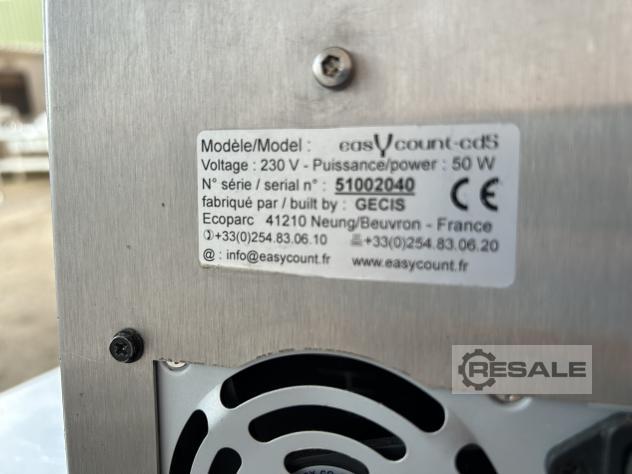 Modèle/Model : easYcount-cdS
Voltage : 230 V - Puissance/power : 50 W
N° série / serial n° : 51002040
fabriqué par / built by : GECIS
CE
Ecoparc 41210 Neung/Beuvron - France
+33(0)254.83.06.10 +33(0)254.83.06.20
@ : info@easycount.fr www.easycount.fr
RESALE